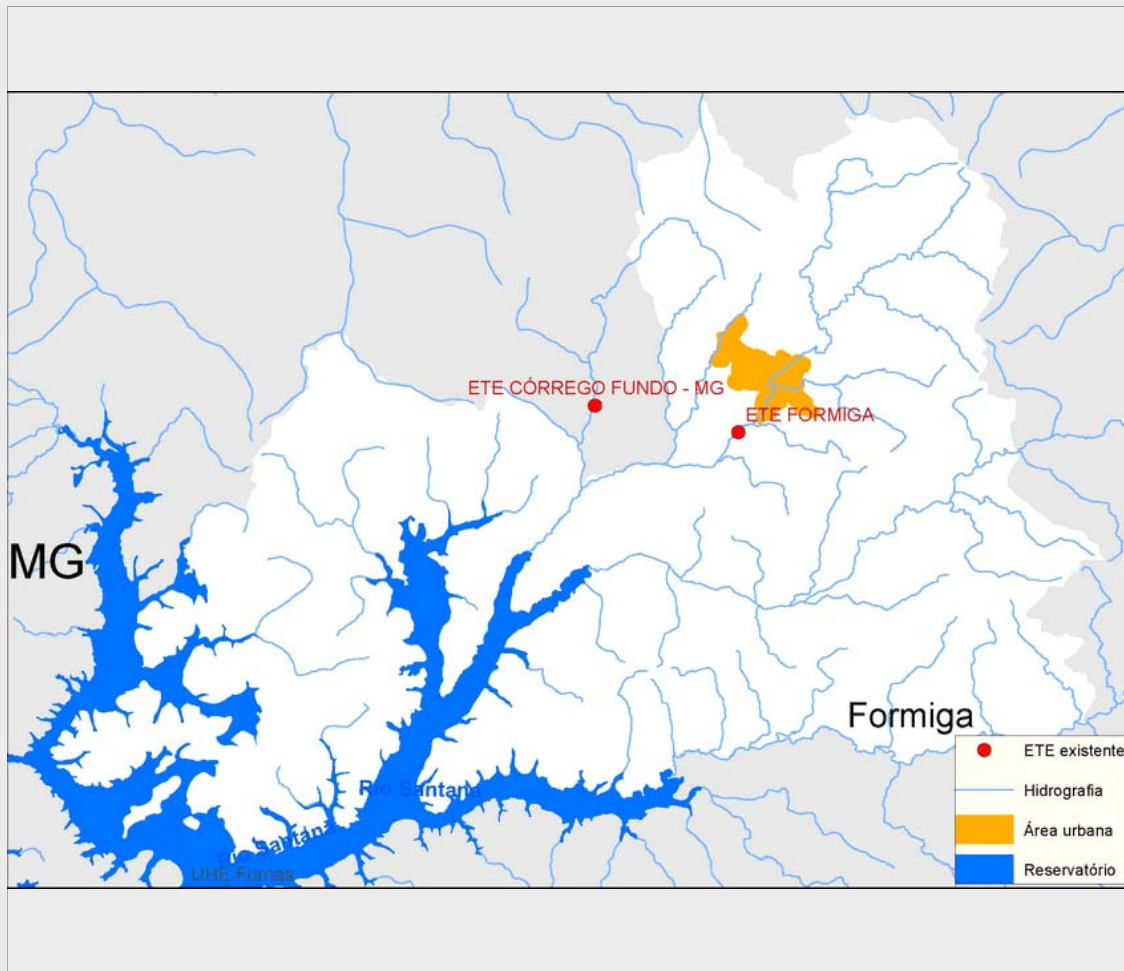 ETE CÓRREGO FUNDO - MG
ETE FORMIGA
MG
Formiga
ETE existente
Hidrografia
Área urbana
Reservatório
Rio Santana
Rio Santana
UHE Furnas